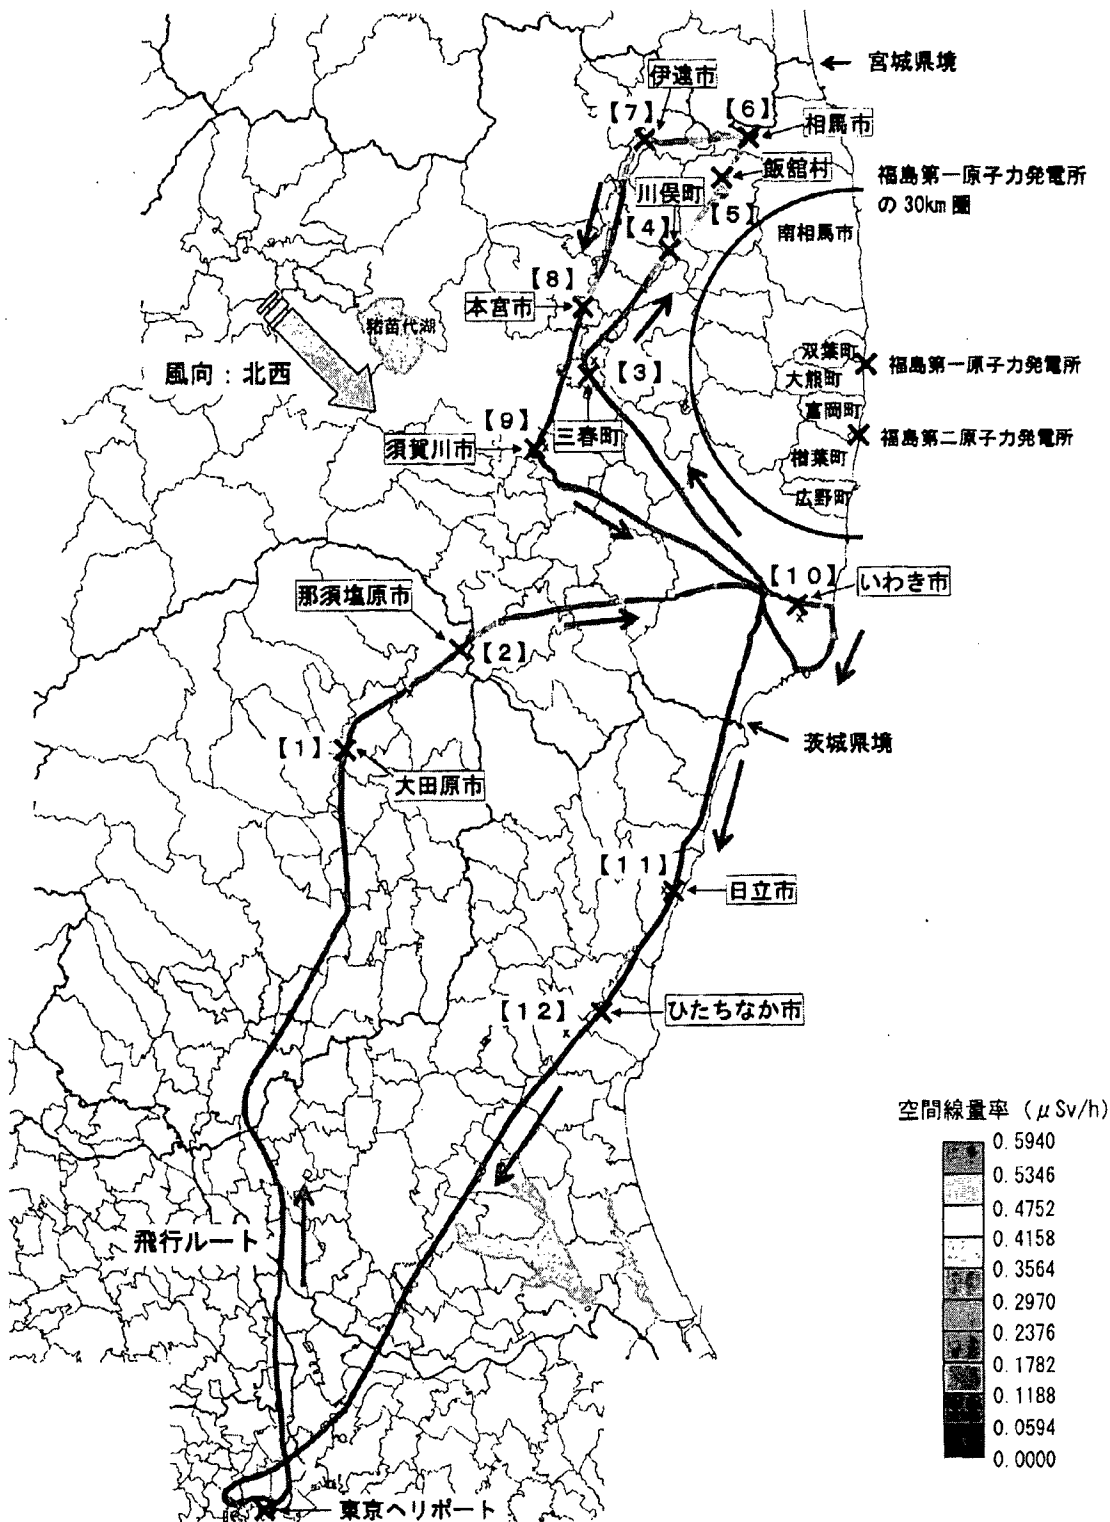 宮城県境
伊達市
【7】
【6】
相馬市
飯舘村
川俣町
【5】
【4】
福島第一原子力発電所
の 30km 圏
南相馬市
【8】
本宮市
猪苗代湖
風向：北西
双葉町
福島第一原子力発電所
大熊町
【3】
富岡町
【9】
三春町
須賀川市
福島第二原子力発電所
楢葉町
広野町
【10】
いわき市
那須塩原市
【2】
【1】
茨城県境
大田原市
【11】
日立市
【12】
ひたちなか市
空間線量率（μSv/h）
0.5940
0.5346
0.4752
0.4158
0.3564
0.2970
0.2376
0.1782
0.1188
0.0594
0.0000
飛行ルート
東京ヘリポート